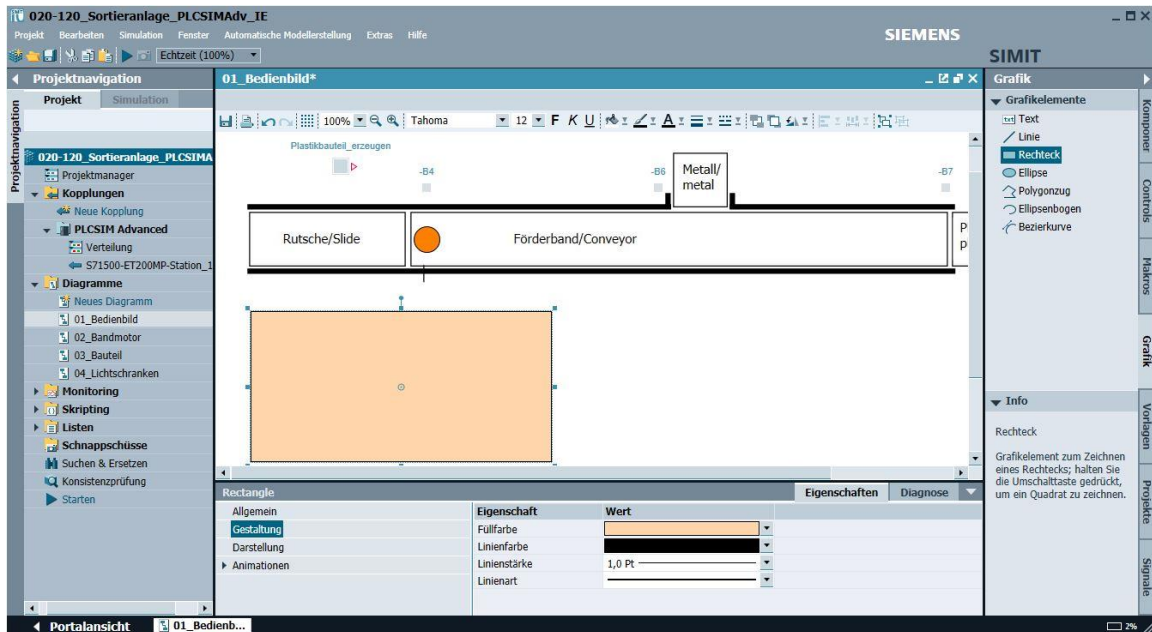 020-120_Sortieranlage_PLCSIMAdv_IE
Projekt Bearbeiten Simulation Fenster Automatische Modellerstellung Extras Hilfe
SIEMENS
SIMIT
Echtzeit (100%)
Projektnavigation
Projektnavigation
Projekt Simulation
020-120_Sortieranlage_PLCSIMA
Projektmanager
Kopplungen
Neue Kopplung
PLCSIM Advanced
Verteilung
S71500-ET200MP-Station_1
Diagramme
Neues Diagramm
01_Bedienbild
02_Bandmotor
03_Bauteil
04_Lichtschranken
Monitoring
Skripting
Listen
Schnappschüsse
Suchen & Ersetzen
Konsistenzprüfung
Starten
01_Bedienbild*
100% Tahoma 12 F K U A
Plastikbauteil_erzeugen
-B4
-B6
Metall/
metal
-B7
Rutsche/Slide
Förderband/Conveyor
Pl
pl
Rectangle
Eigenschaften Diagnose
Allgemein
Gestaltung
Darstellung
Animationen
Eigenschaft Wert
Füllfarbe
Linienfarbe
Linienstärke 1,0 Pt
Linienart
Grafik
Grafikelemente
Text
Linie
Rechteck
Ellipse
Polygonzug
Ellipsenbogen
Bezierkurve
Info
Rechteck
Grafikelement zum Zeichnen
eines Rechtecks; halten Sie
die Umschalttaste gedrückt,
um ein Quadrat zu zeichnen.
Komponen
Controls
Makros
Grafik
Vorlagen
Projekte
Signale
Portalansicht
01_Bedienb...
2%